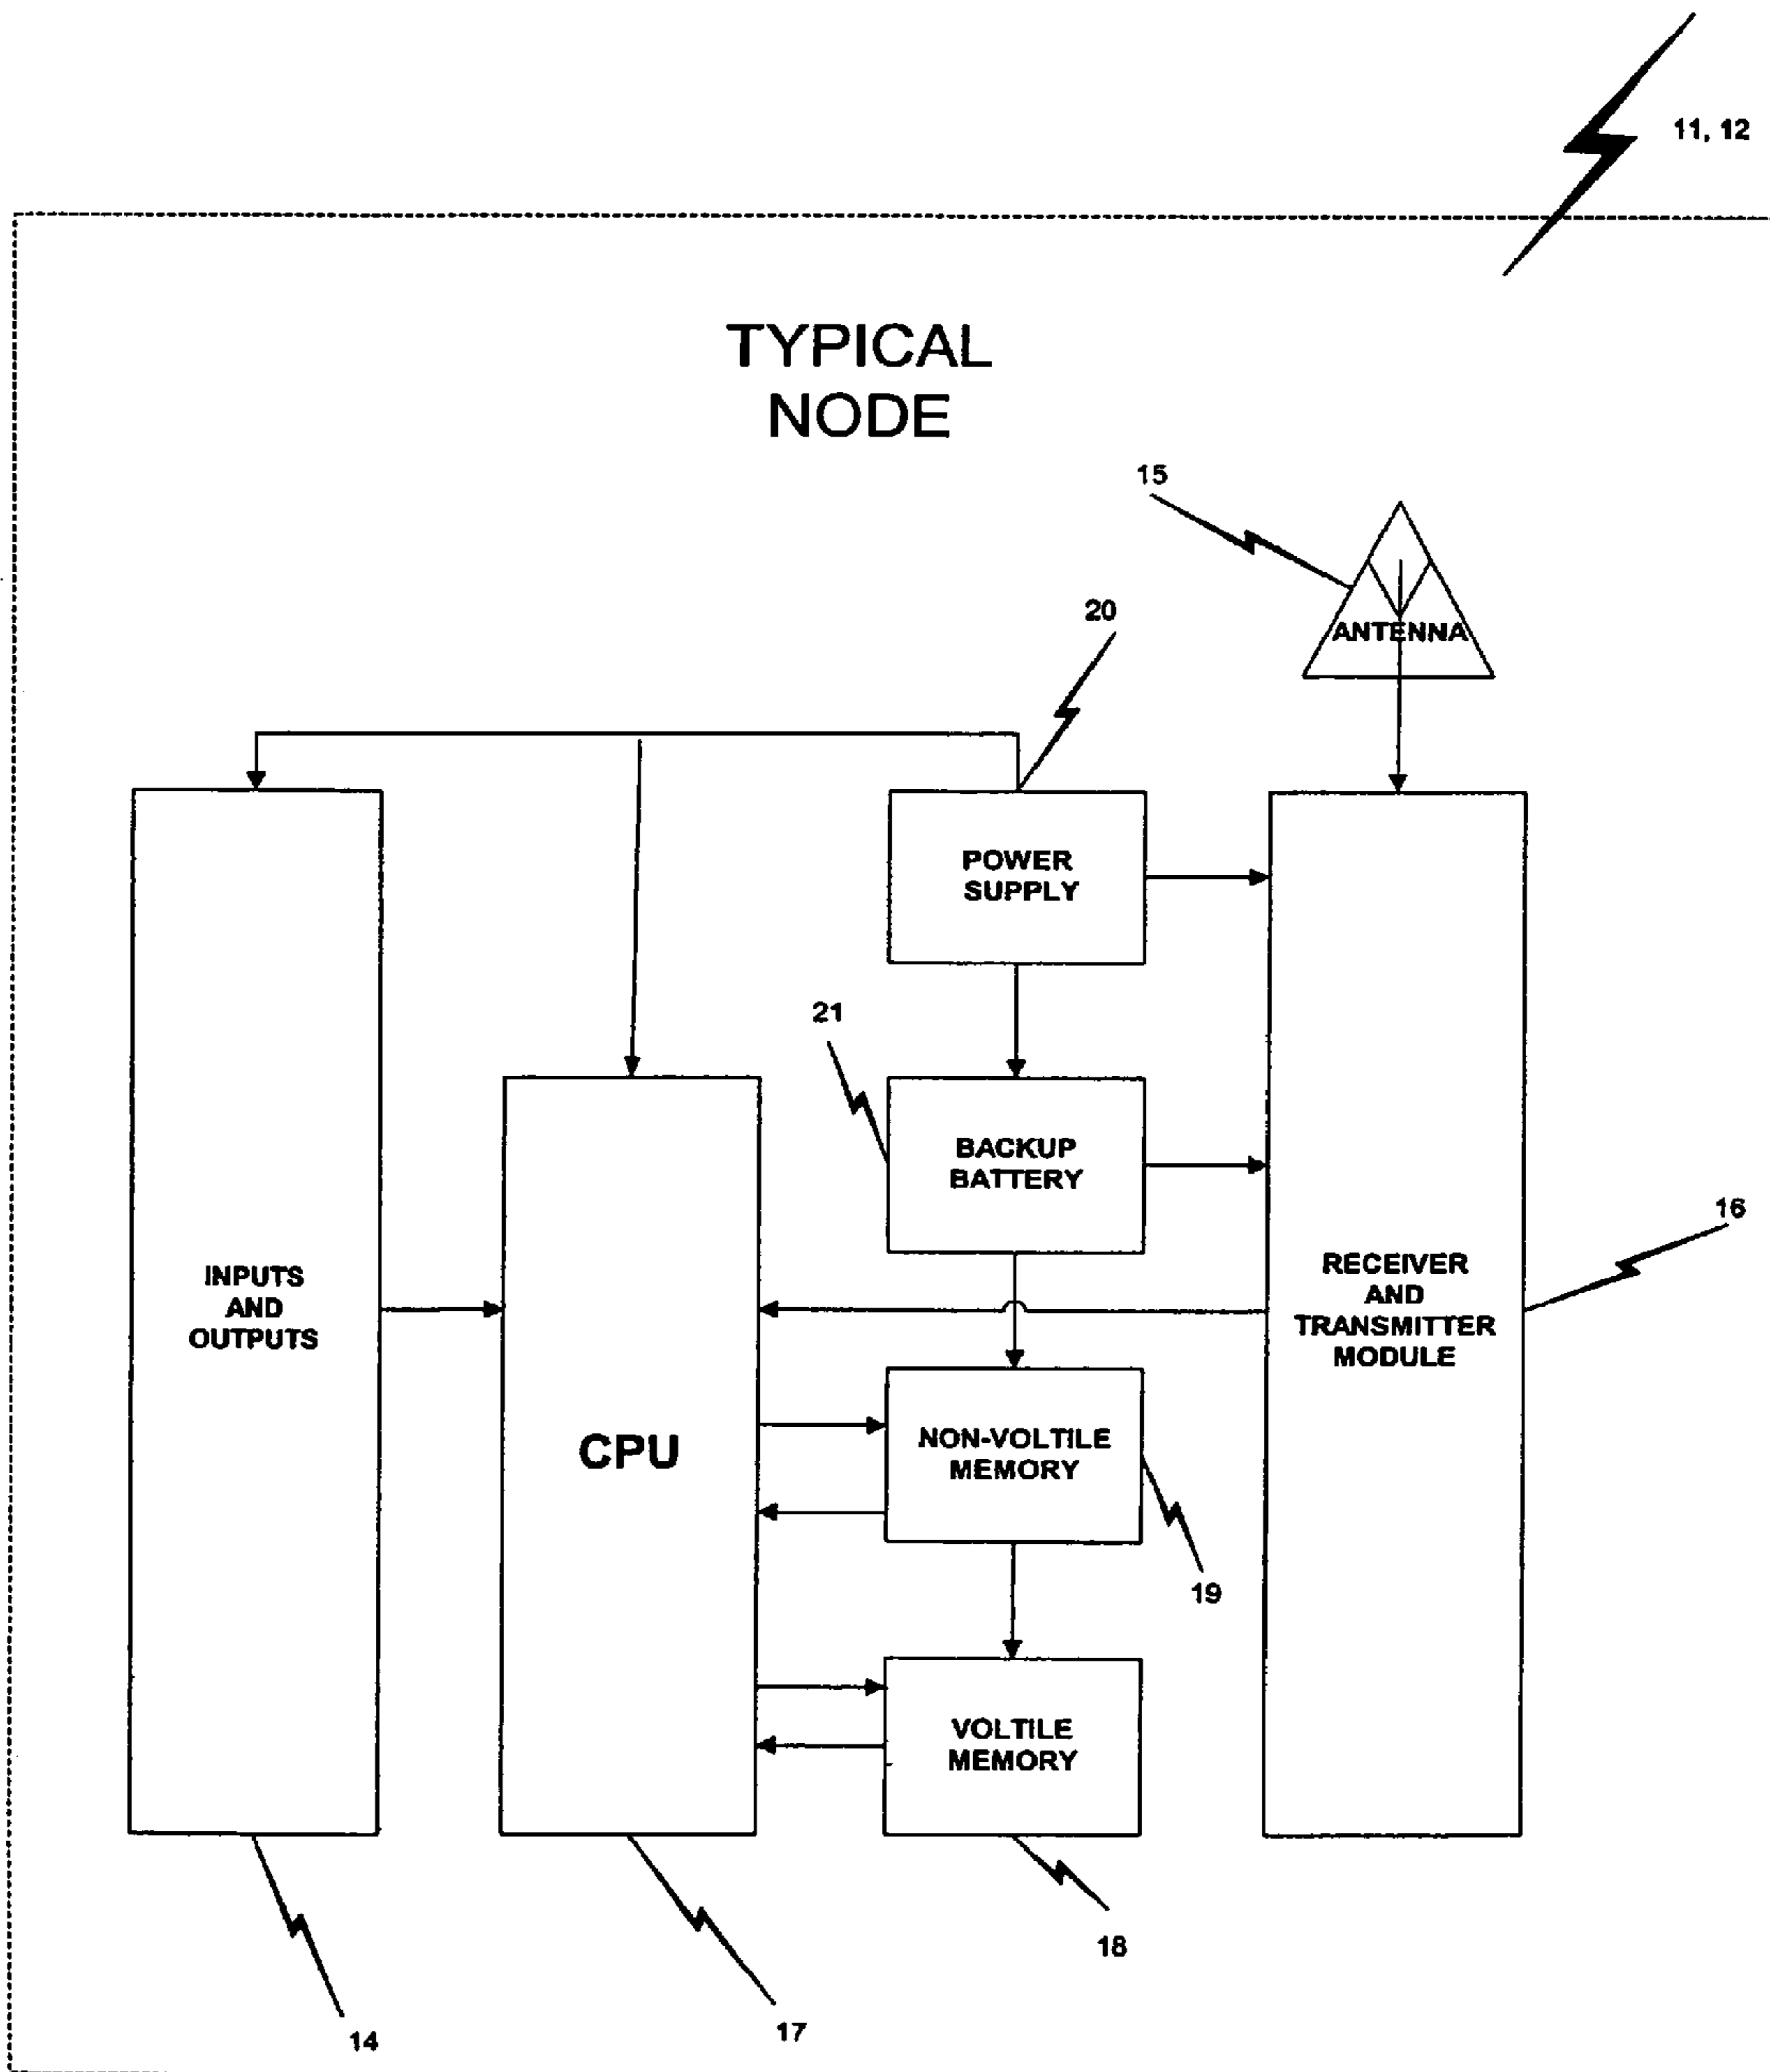 11, 12
TYPICAL
NODE
15
ANTENNA
20
POWER
SUPPLY
21
BACKUP
BATTERY
16
INPUTS
AND
OUTPUTS
RECEIVER
AND
TRANSMITTER
MODULE
CPU
NON-VOLTILE
MEMORY
19
VOLTILE
MEMORY
18
17
14